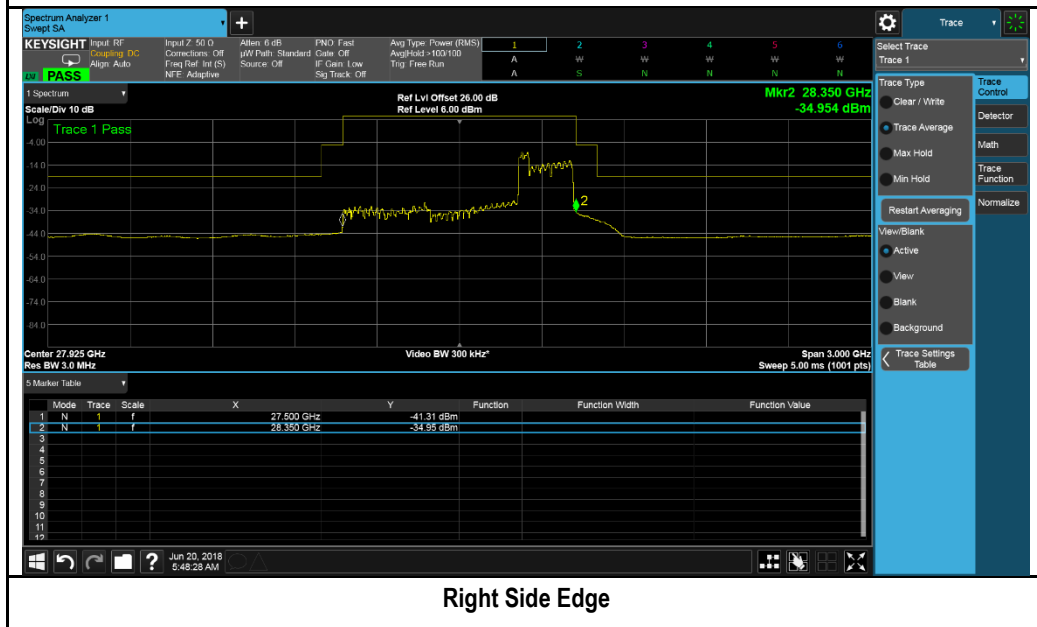 Spectrum Analyzer 1
Swept SA
+
Trace
KEYSIGHT Input: RF Input Z: 50 Ω Atten: 6 dB PNO: Fast Avg Type: Power (RMS) 1 2 3 4 5 6
Coupling: DC Corrections: Off µW Path: Standard Gate: Off Avg|Hold:>100/100 A W W W W W
Align: Auto Freq Ref: Int (S) Source: Off IF Gain: Low Trig: Free Run
NFE: Adaptive Sig Track: Off A S N N N N
PASS
Select Trace
Trace 1
1 Spectrum
Scale/Div 10 dB
Ref Lvl Offset 26.00 dB
Ref Level 6.00 dBm
Mkr2 28.350 GHz
-34.954 dBm
Log
Trace 1 Pass
-4.00
-14.0
-24.0
-34.0
-44.0
-54.0
-64.0
-74.0
-84.0
2
Center 27.925 GHz Video BW 300 kHz* Span 3.000 GHz
Res BW 3.0 MHz Sweep 5.00 ms (1001 pts)
Trace Type
Clear / Write
Trace Average
Max Hold
Min Hold
Restart Averaging
View/Blank
Active
View
Blank
Background
Trace Settings
Table
Trace
Control
Detector
Math
Trace
Function
Normalize
5 Marker Table
Mode Trace Scale X Y Function Function Width Function Value
1 N 1 f 27.500 GHz -41.31 dBm
2 N 1 f 28.350 GHz -34.95 dBm
3
4
5
6
7
8
9
10
11
12
?
Jun 20, 2018
5:48:28 AM
Right Side Edge